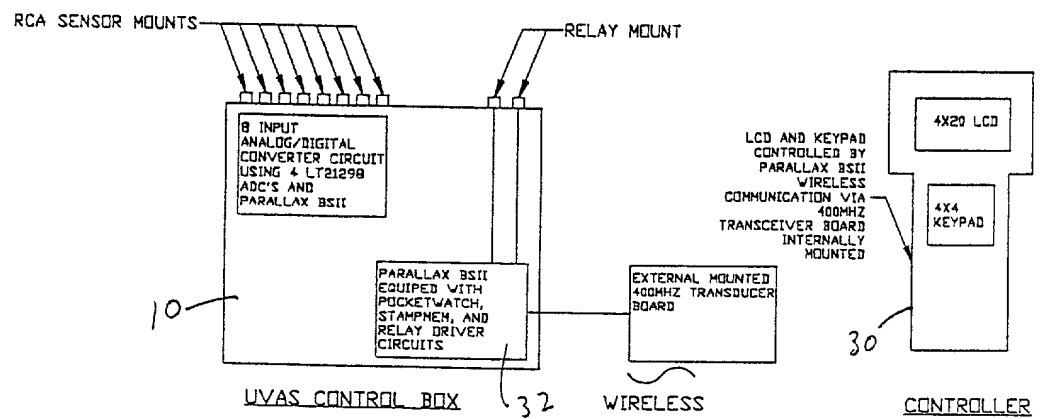 RCA SENSOR MOUNTS
RELAY MOUNT
8 INPUT
ANALOG/DIGITAL
CONVERTER CIRCUIT
USING 4 LT21298
ADC'S AND
PARALLAX BSII
PARALLAX BSII
EQUIPED WITH
POCKETWATCH,
STAMPMEM, AND
RELAY DRIVER
CIRCUITS
10
32
UVAS CONTROL BOX
EXTERNAL MOUNTED
400MHZ TRANSDUCER
BOARD
WIRELESS
LCD AND KEYPAD
CONTROLLED BY
PARALLAX BSII
WIRELESS
COMMUNICATION VIA
400MHZ
TRANSCEIVER BOARD
INTERNALLY
MOUNTED
4X20 LCD
4X4
KEYPAD
30
CONTROLLER